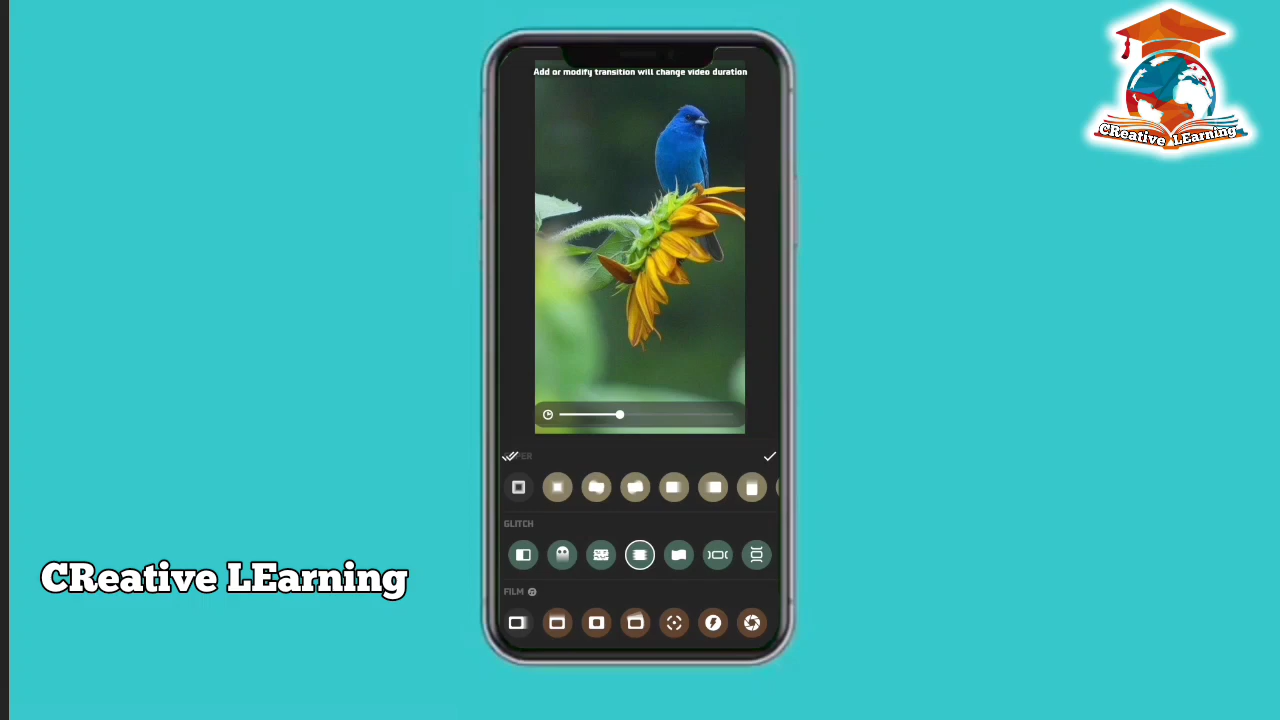 Add or modify transition will change video duration
CReative LEarning
GLITCH
FILM
CReative LEarning